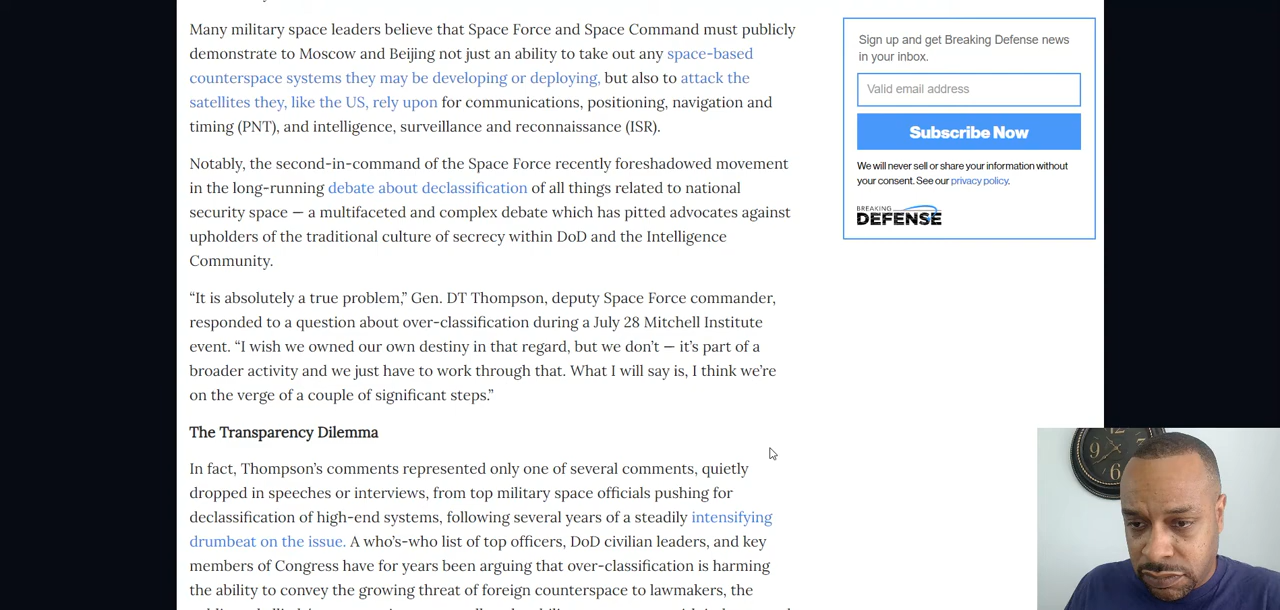 Many military space leaders believe that Space Force and Space Command must publicly
demonstrate to Moscow and Beijing not just an ability to take out any space-based
counterspace systems they may be developing or deploying, but also to attack the
satellites they, like the US, rely upon for communications, positioning, navigation and
timing (PNT), and intelligence, surveillance and reconnaissance (ISR).
Notably, the second-in-command of the Space Force recently foreshadowed movement
in the long-running debate about declassification of all things related to national
security space — a multifaceted and complex debate which has pitted advocates against
upholders of the traditional culture of secrecy within DoD and the Intelligence
Community.
“It is absolutely a true problem,” Gen. DT Thompson, deputy Space Force commander,
responded to a question about over-classification during a July 28 Mitchell Institute
event. “I wish we owned our own destiny in that regard, but we don’t — it’s part of a
broader activity and we just have to work through that. What I will say is, I think we’re
on the verge of a couple of significant steps.”
The Transparency Dilemma
In fact, Thompson’s comments represented only one of several comments, quietly
dropped in speeches or interviews, from top military space officials pushing for
declassification of high-end systems, following several years of a steadily intensifying
drumbeat on the issue. A who’s-who list of top officers, DoD civilian leaders, and key
members of Congress have for years been arguing that over-classification is harming
the ability to convey the growing threat of foreign counterspace to lawmakers, the
Sign up and get Breaking Defense news
in your inbox.
Valid email address
Subscribe Now
We will never sell or share your information without
your consent. See our privacy policy.
BREAKING
DEFENSE
12
9